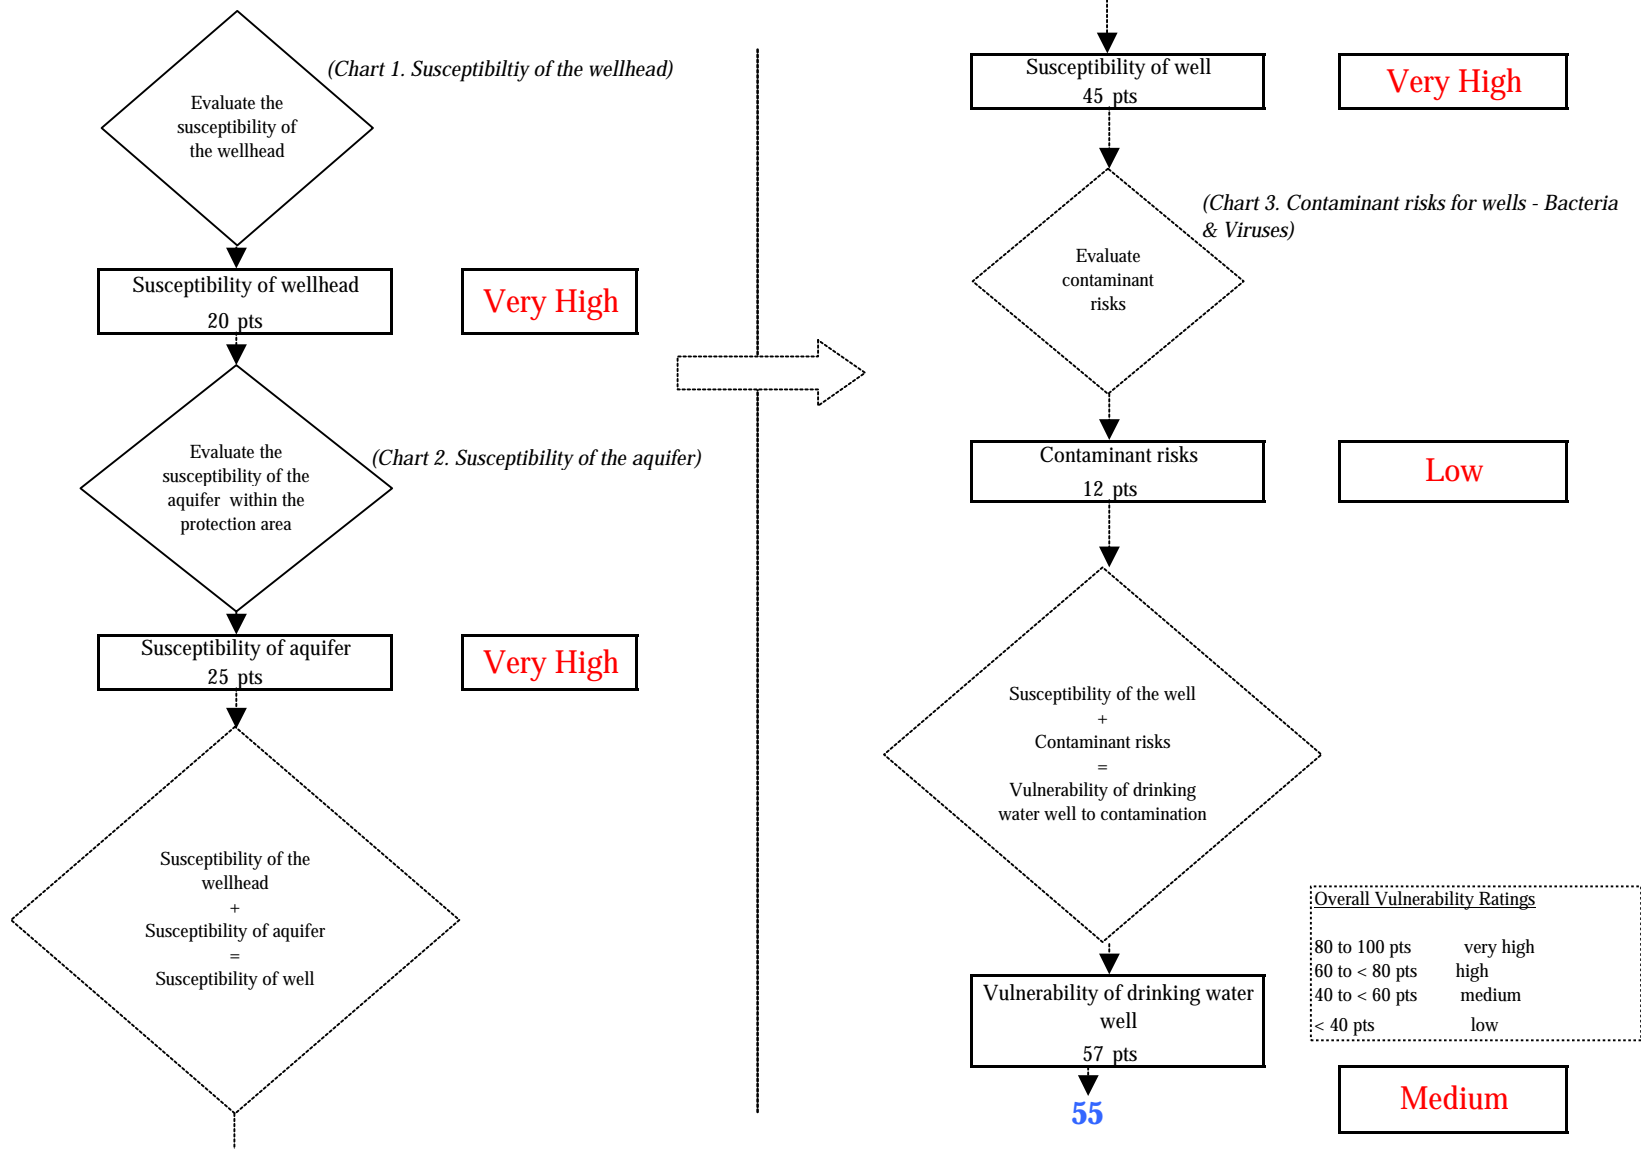 (Chart 1. Susceptibiltiy of the wellhead)
Evaluate the
susceptibility of
the wellhead
Susceptibility of wellhead
20 pts
Very High
Evaluate the
susceptibility of the
aquifer within the
protection area
(Chart 2. Susceptibility of the aquifer)
Susceptibility of aquifer
25 pts
Very High
Susceptibility of the
wellhead
+
Susceptibility of aquifer
=
Susceptibility of well
Susceptibility of well
45 pts
Very High
(Chart 3. Contaminant risks for wells - Bacteria
& Viruses)
Evaluate
contaminant
risks
Contaminant risks
12 pts
Low
Susceptibility of the well
+
Contaminant risks
=
Vulnerability of drinking
water well to contamination
Overall Vulnerability Ratings
80 to 100 pts very high
60 to < 80 pts high
40 to < 60 pts medium
< 40 pts low
Vulnerability of drinking water
well
57 pts
55
Medium